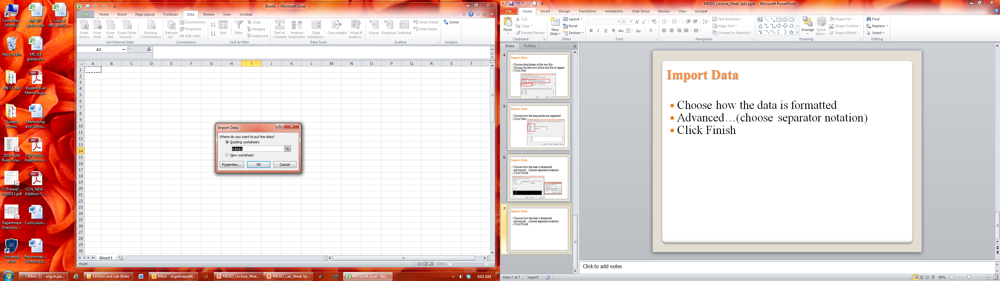 Computer - Shortcut
ME 303 grades.xlsx
Copy of ME_enroll_...
Recycle Bin
ME 314 grades.xlsx
ME CC fall
Student Eval Memo Aug...
Student Forms
Mentorship and Spons...
2014 FSAE Rules Fina...
CCN_NEW... Deletion Fo...
CCPrereqC... July2013.pdf
CCN_NEW... Addition C...
Department Directory ...
Curriculum...
University Alert
Recommen... Schedule.d...
Book1 - Microsoft Excel
File Home Insert Page Layout Formulas Data Review View Acrobat
From Access
From Web
From Text
From Other Sources
Existing Connections
Get External Data
Refresh All
Connections
Properties
Edit Links
Connections
Sort
Filter
Clear
Reapply
Advanced
Sort & Filter
Text to Columns
Remove Duplicates
Data Validation
Consolidate
What-If Analysis
Data Tools
Group
Ungroup
Subtotal
Show Detail
Hide Detail
Outline
Solver
Analysis
A1
fx
A B C D E F G H I J K L M N O P Q R S T
1
2
3
4
5
6
7
8
9
10
11
12
13
14
15
16
17
18
19
20
21
22
23
24
25
26
27
28
29
30
Import Data
Where do you want to put the data?
Existing worksheet:
=$A$1
New worksheet
Properties... OK Cancel
Sheet1
Point
100%
Inbox (1) - ang.m.pa...
Lecture and Lab Slides
Inbox - angelinapadil...
ME203_Lecture_Wee...
ME203_Lab_Week 3p...
Microsoft Excel - Bo...
9:03 AM
ME203_Lecture_Week 3pt2.pptx - Microsoft PowerPoint
File Home Insert Design Transitions Animations Slide Show Review View Acrobat
Paste
Cut
Copy
Format Painter
Clipboard
New Slide
Layout
Reset
Section
Slides
32
Font
Text Direction
Align Text
Convert to SmartArt
Paragraph
Arrange
Quick Styles
Shape Fill
Shape Outline
Shape Effects
Drawing
Find
Replace
Select
Editing
Slides Outline
4
Import Data
• Choose data format of the text file
• Choose the first row of the text file to import
• Click Next
5
Import Data
• Choose how the data points are separated
• Click Next
6
Import Data
• Choose how the data is formatted
• Advanced…(choose separator notation)
• Click Finish
7
Import Data
• Choose how the data is formatted
• Advanced…(choose separator notation)
• Click Finish
Import Data
• Choose how the data is formatted
• Advanced…(choose separator notation)
• Click Finish
Click to add notes
Slide 7 of 7 "Aspect"
90%